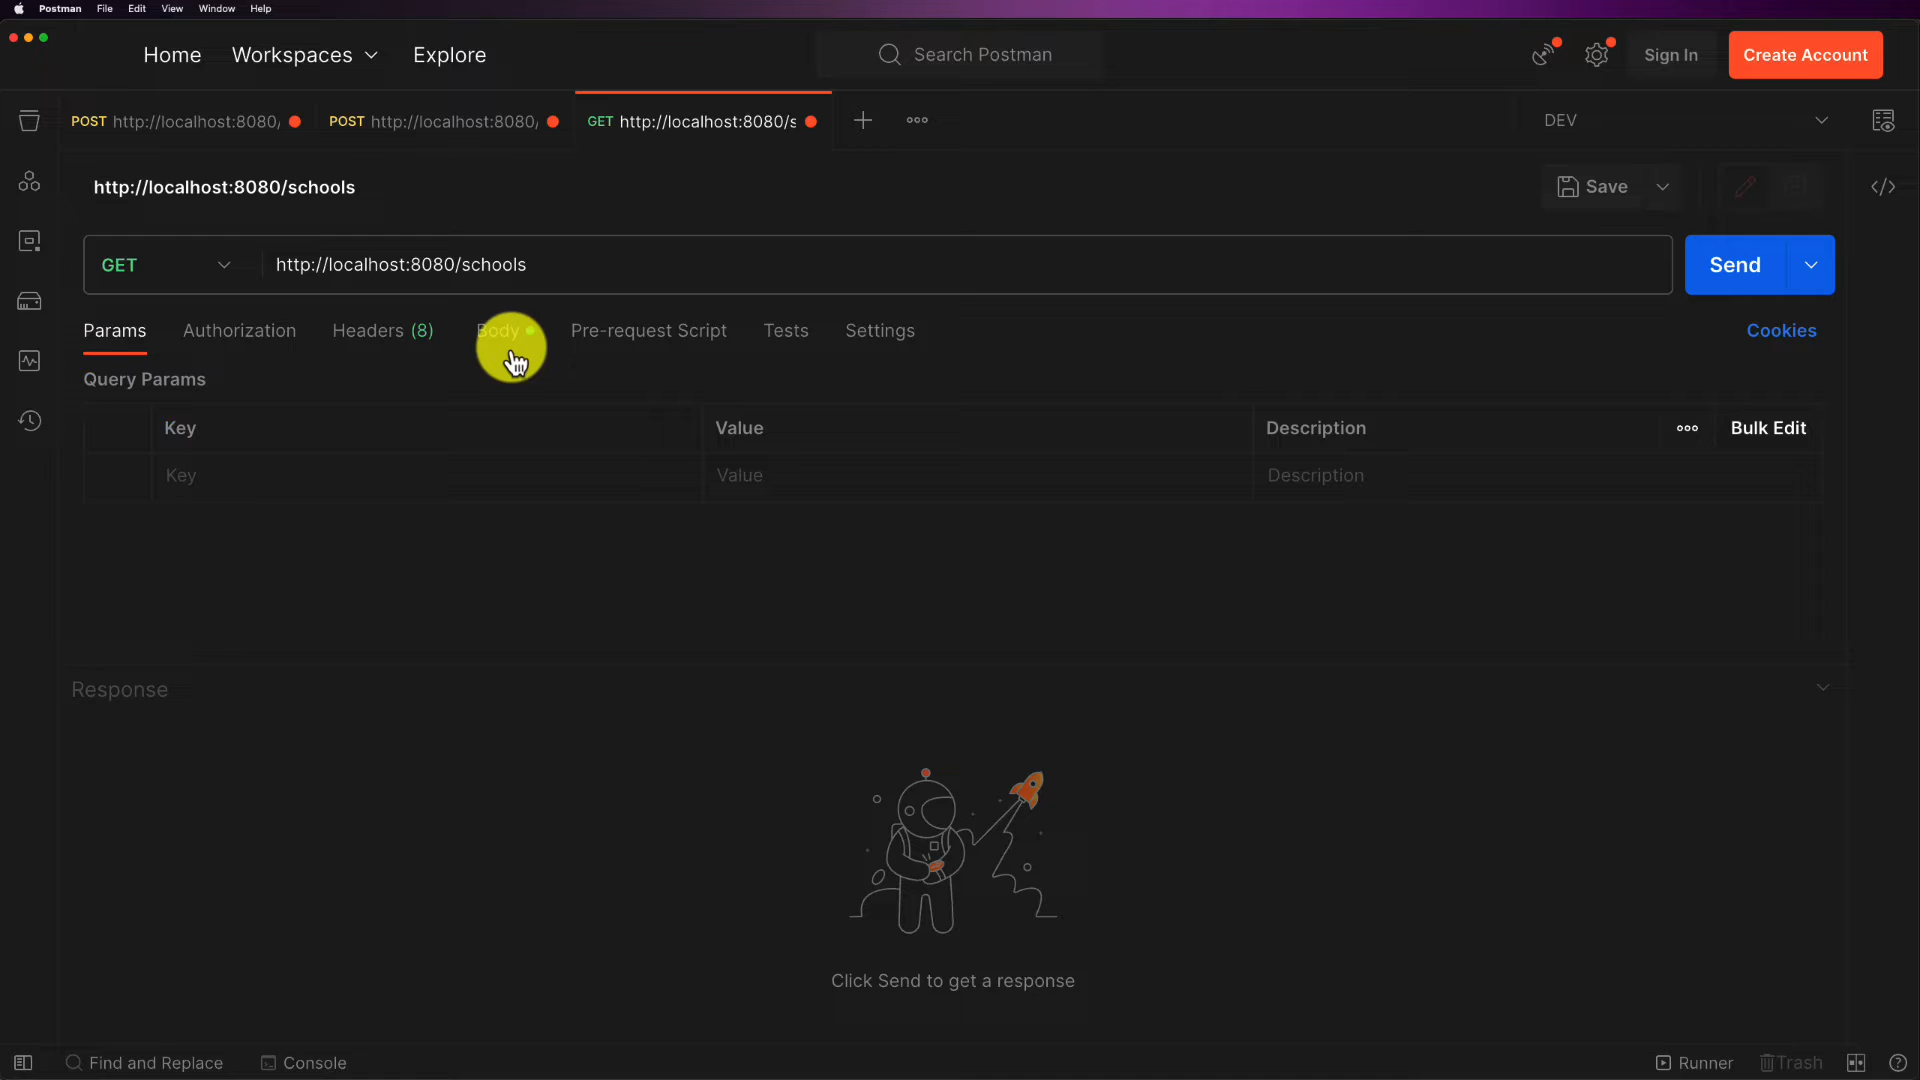 Postman File Edit View Window Help
Home Workspaces Explore Search Postman Sign In Create Account
POST http://localhost:8080/ POST http://localhost:8080/ GET http://localhost:8080/s DEV
http://localhost:8080/schools Save
GET http://localhost:8080/schools Send
Params Authorization Headers (8) Body Pre-request Script Tests Settings Cookies
Query Params
Key Value Description Bulk Edit
Key Value Description
Response
Click Send to get a response
Find and Replace Console Runner Trash